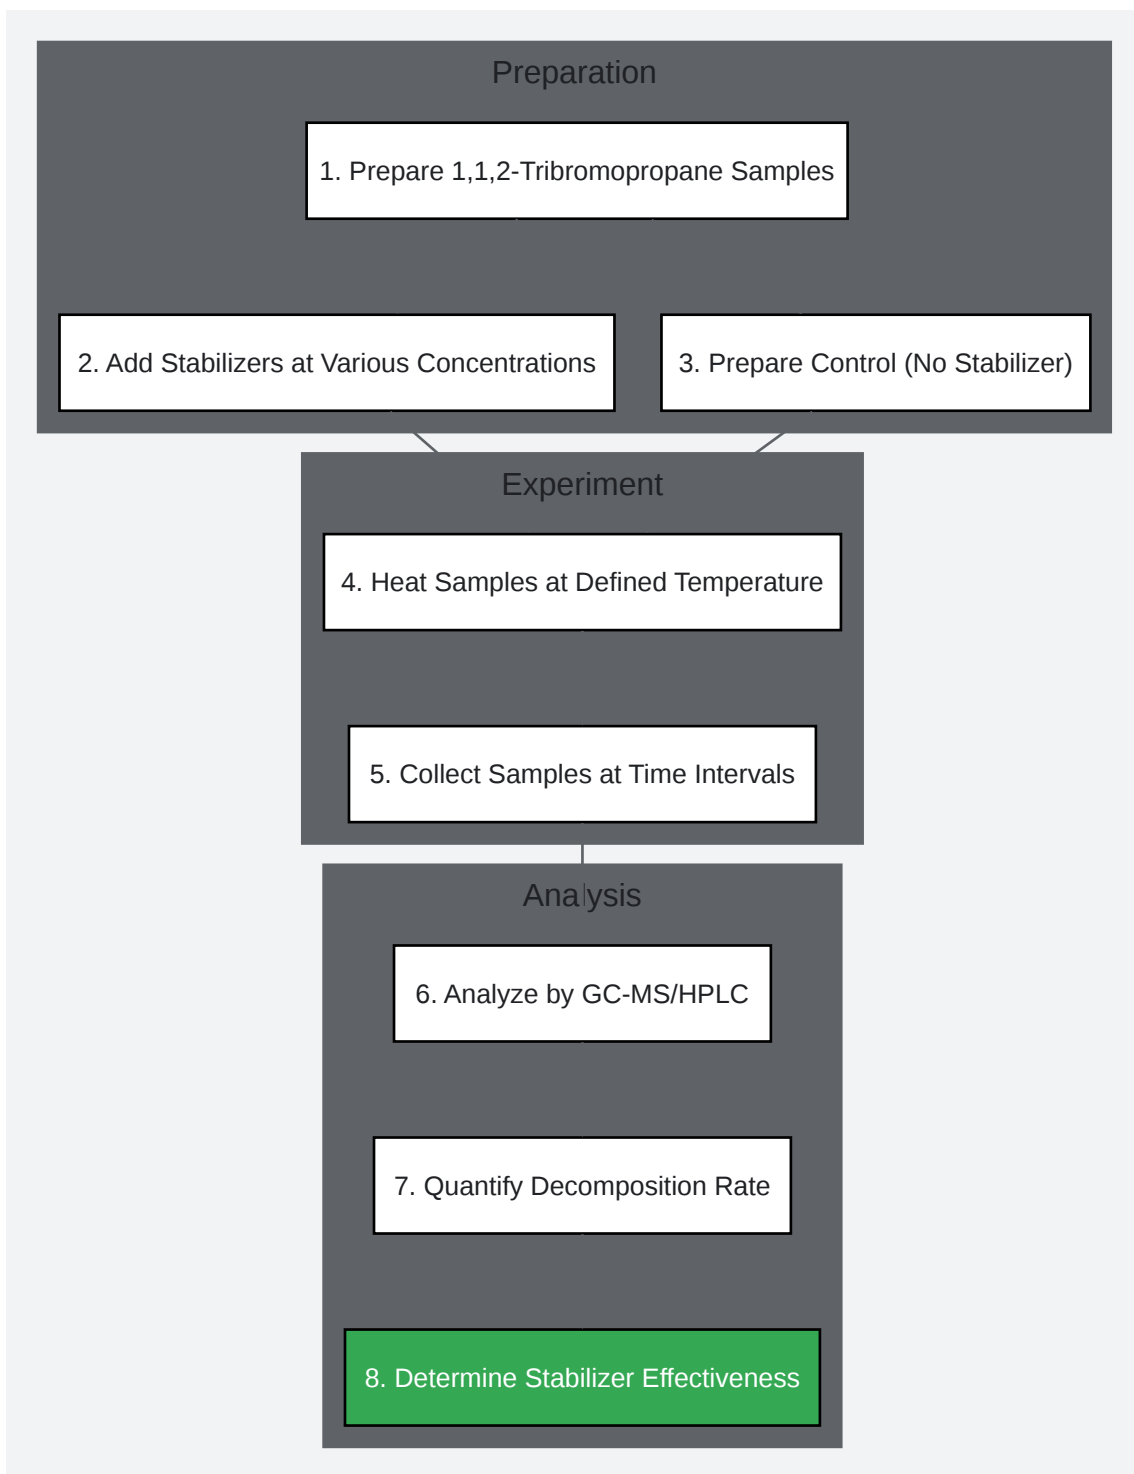 Preparation
1. Prepare 1,1,2-Tribromopropane Samples
2. Add Stabilizers at Various Concentrations
3. Prepare Control (No Stabilizer)
Experiment
4. Heat Samples at Defined Temperature
5. Collect Samples at Time Intervals
Analysis
6. Analyze by GC-MS/HPLC
7. Quantify Decomposition Rate
8. Determine Stabilizer Effectiveness